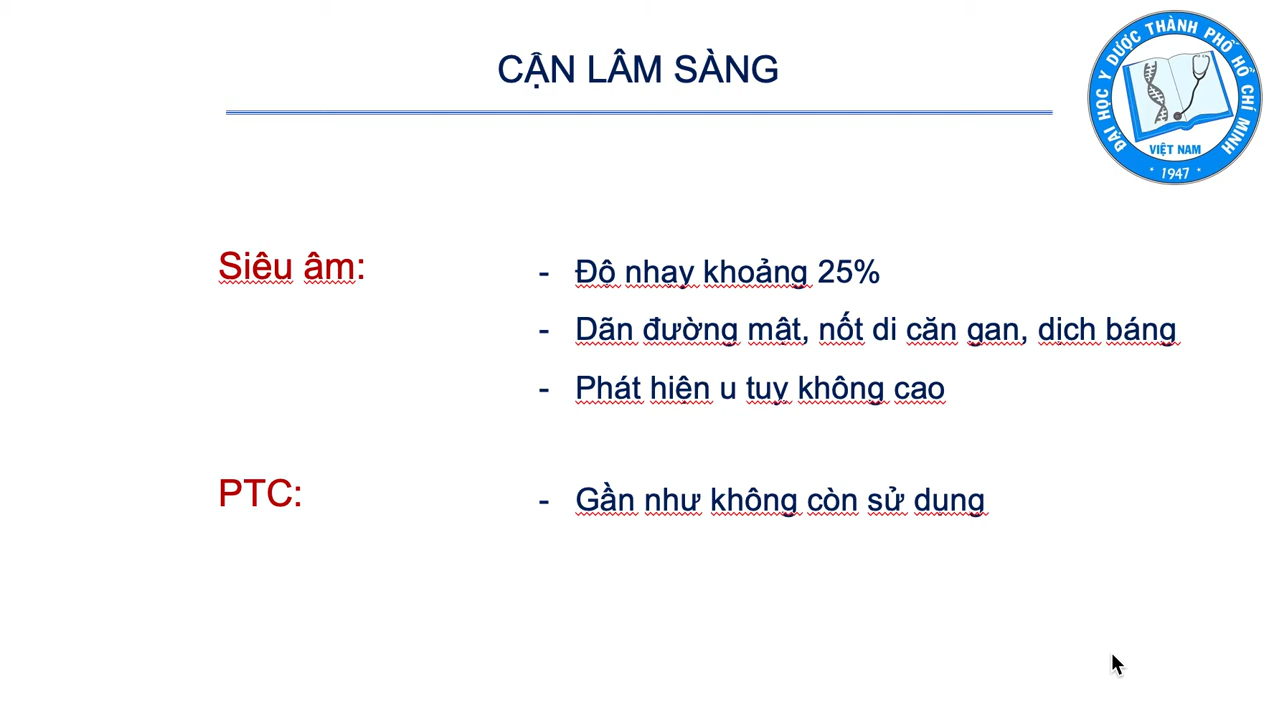 CẬN LÂM SÀNG
ĐẠI HỌC Y DƯỢC THÀNH PHỐ HỒ CHÍ MINH
VIỆT NAM
1947
Siêu âm:
- Độ nhạy khoảng 25%
- Dãn đường mật, nốt di căn gan, dịch báng
- Phát hiện u tuỵ không cao
PTC:
- Gần như không còn sử dụng